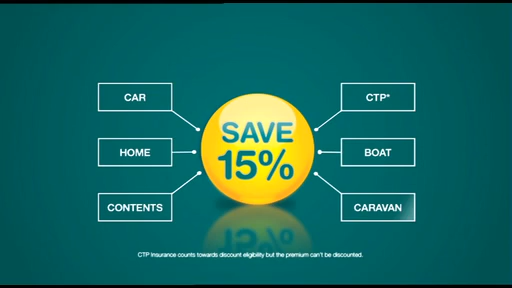 CAR
HOME
CONTENTS
SAVE
15%
CTP*
BOAT
CARAVAN
CTP Insurance counts towards discount eligibility but the premium can't be discounted.